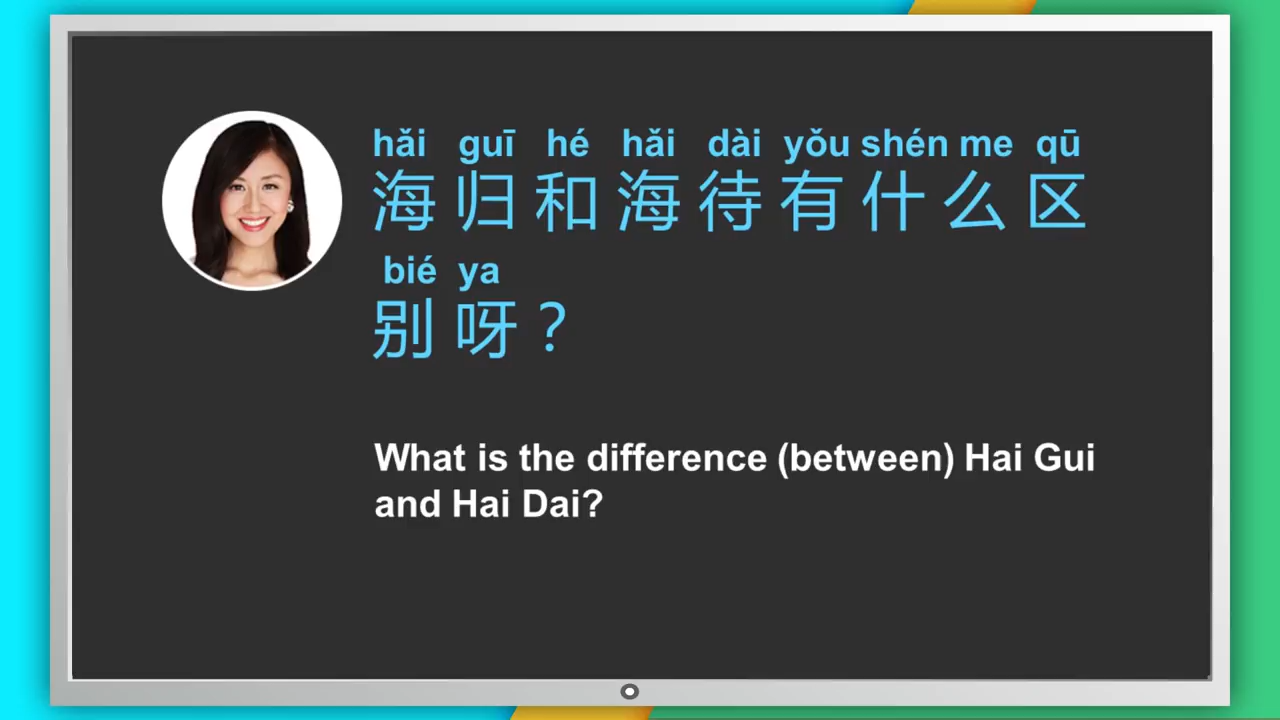 hǎi guī hé hǎi dài yǒu shén me qū
海归和海待有什么区
bié ya
别呀？
What is the difference (between) Hai Gui
and Hai Dai?